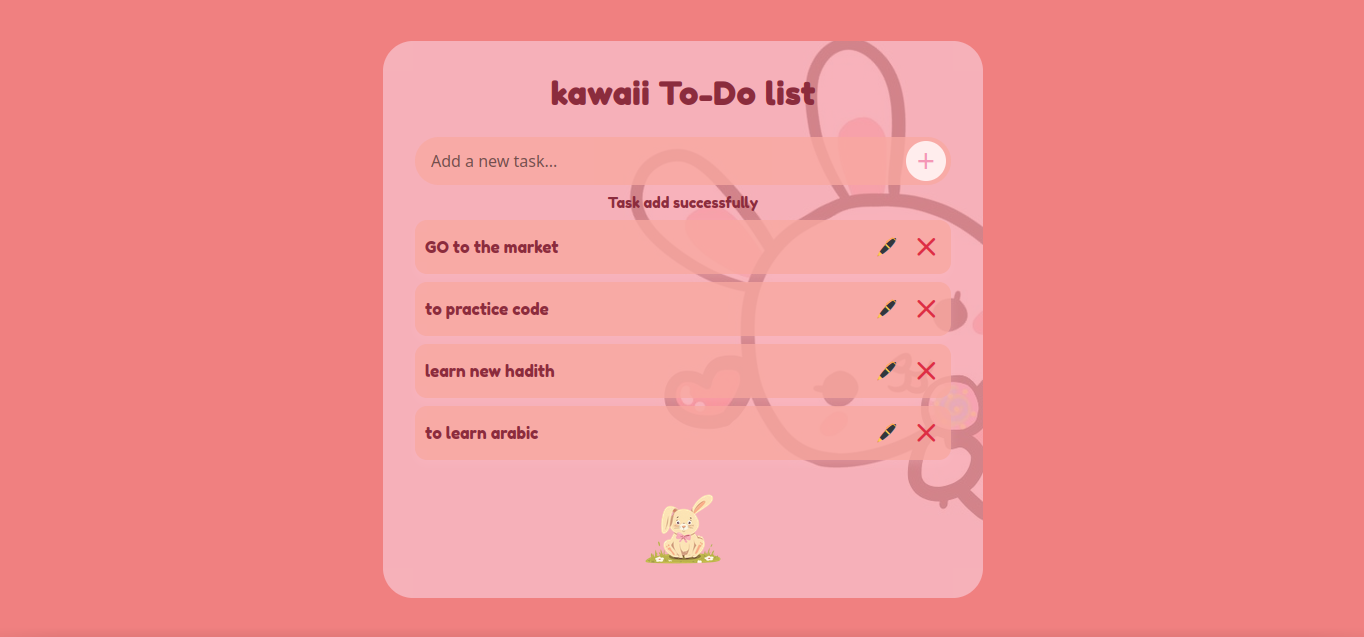 kawaii To-Do list
Add a new task...
Task add successfully
GO to the market
to practice code
learn new hadith
to learn arabic